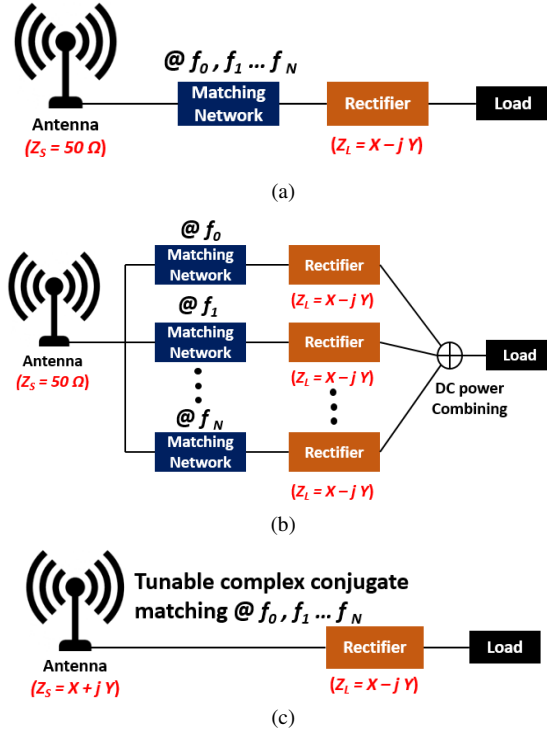 @ f0 , f1 ... fN
Matching
Network
Rectifier
Load
Antenna
(ZS = 50 Ω)
(ZL = X – j Y)
(a)
@ f0
Matching
Network
Rectifier
(ZL = X – j Y)
@ f1
Matching
Network
Rectifier
Load
Antenna
(ZS = 50 Ω)
(ZL = X – j Y)
DC power
Combining
@ f N
Matching
Network
Rectifier
(ZL = X – j Y)
(b)
Tunable complex conjugate
matching @ f0 , f1 ... f N
Rectifier
Load
Antenna
(ZS = X + j Y)
(ZL = X – j Y)
(c)